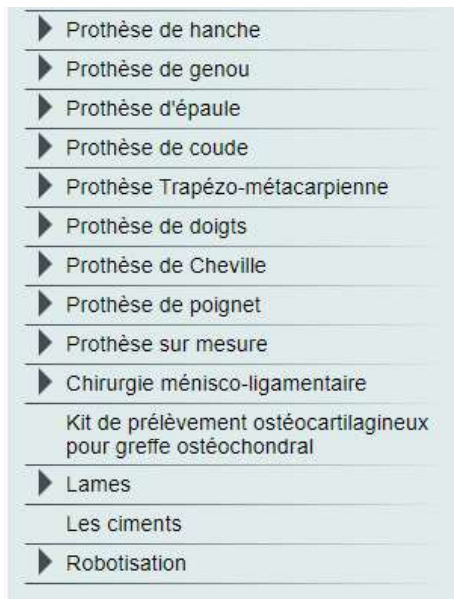 Prothèse de hanche
Prothèse de genou
Prothèse d'épaule
Prothèse de coude
Prothèse Trapézo-métacarpienne
Prothèse de doigts
Prothèse de Cheville
Prothèse de poignet
Prothèse sur mesure
Chirurgie ménisco-ligamentaire
Kit de prélèvement ostéocartilagineux
pour greffe ostéochondral
Lames
Les ciments
Robotisation